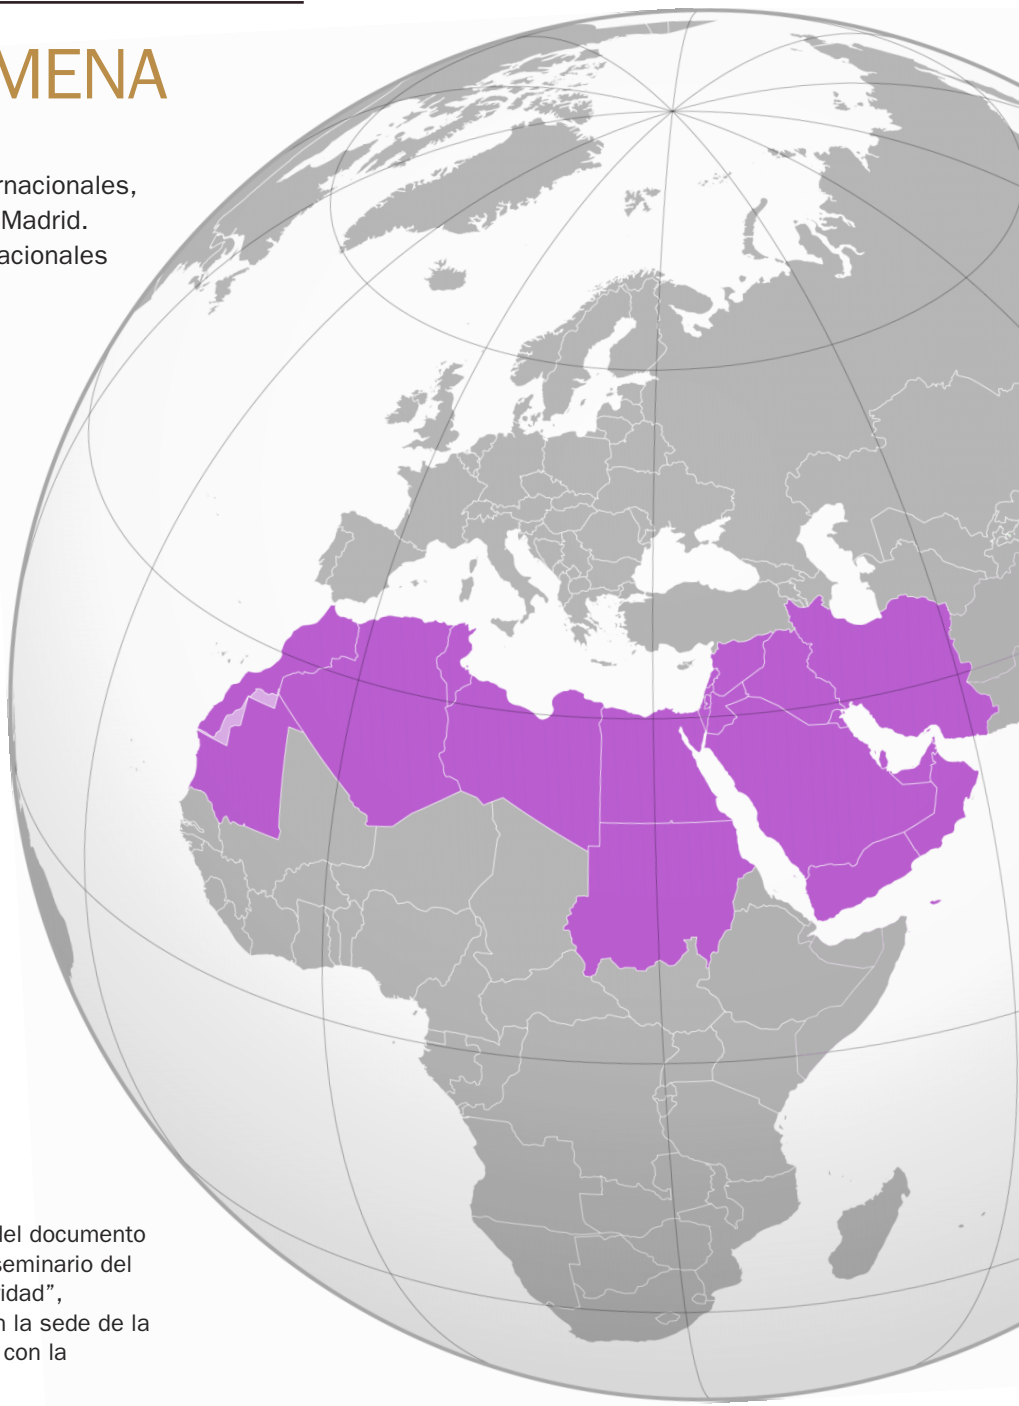 MENA
rnacionales,
Madrid.
acionales
del documento
seminario del
idad”,
n la sede de la
con la